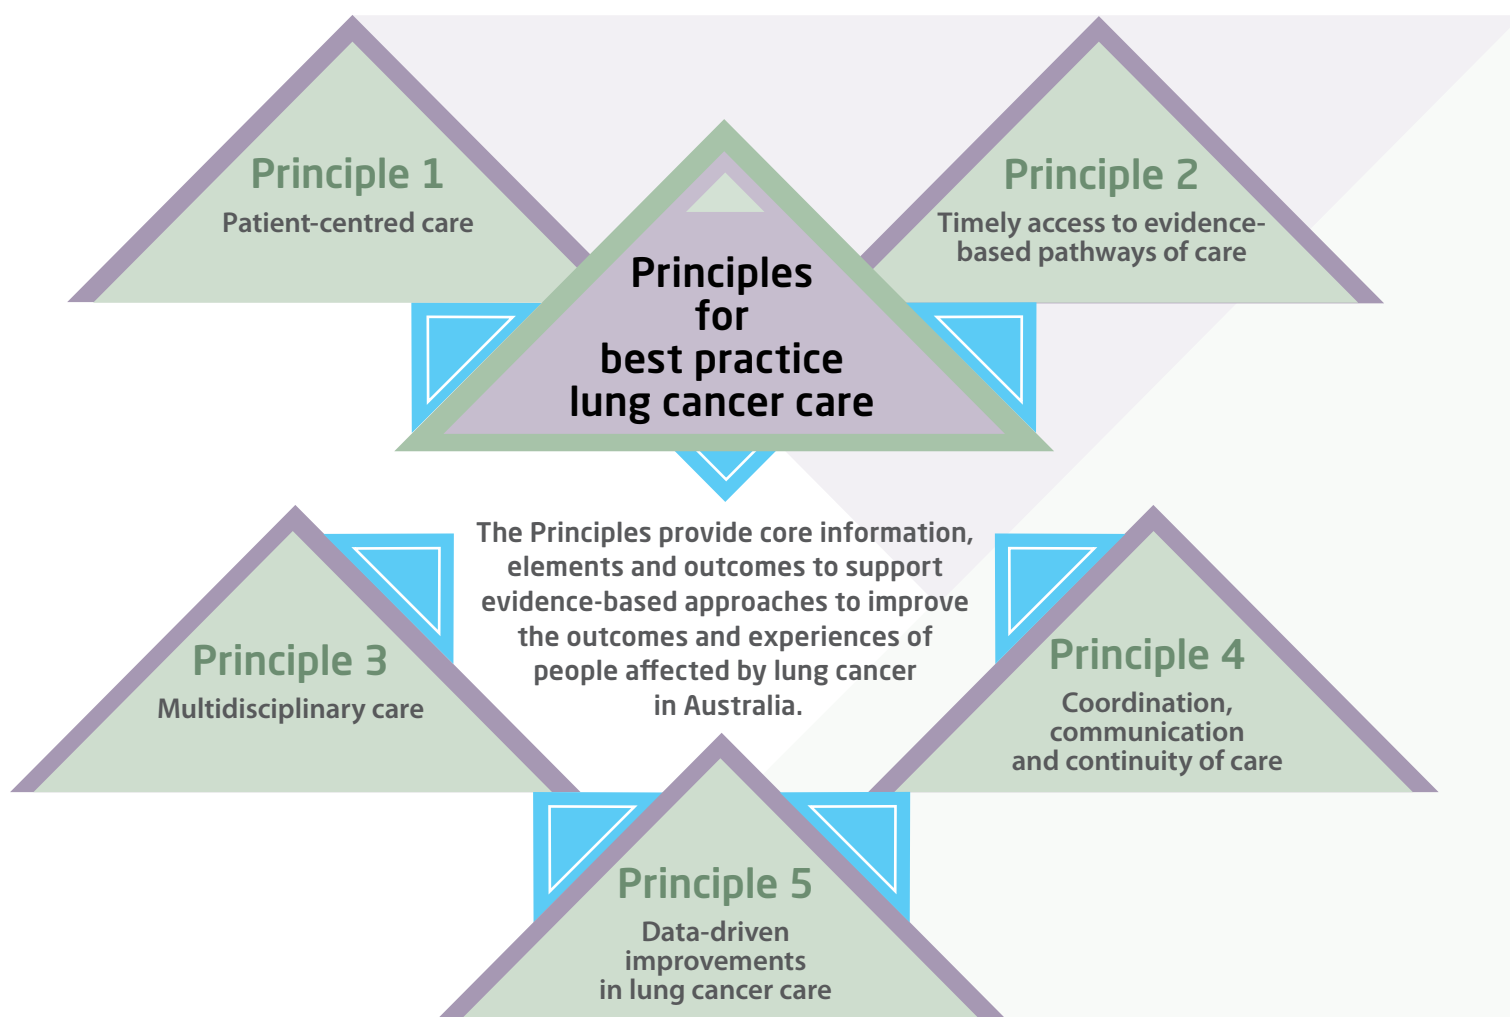 Principle 1
Patient-centred care
Principle 2
Timely access to evidence-
based pathways of care
Principles
for
best practice
lung cancer care
The Principles provide core information,
elements and outcomes to support
evidence-based approaches to improve
the outcomes and experiences of
people affected by lung cancer
in Australia.
Principle 3
Multidisciplinary care
Principle 4
Coordination,
communication
and continuity of care
Principle 5
Data-driven
improvements
in lung cancer care